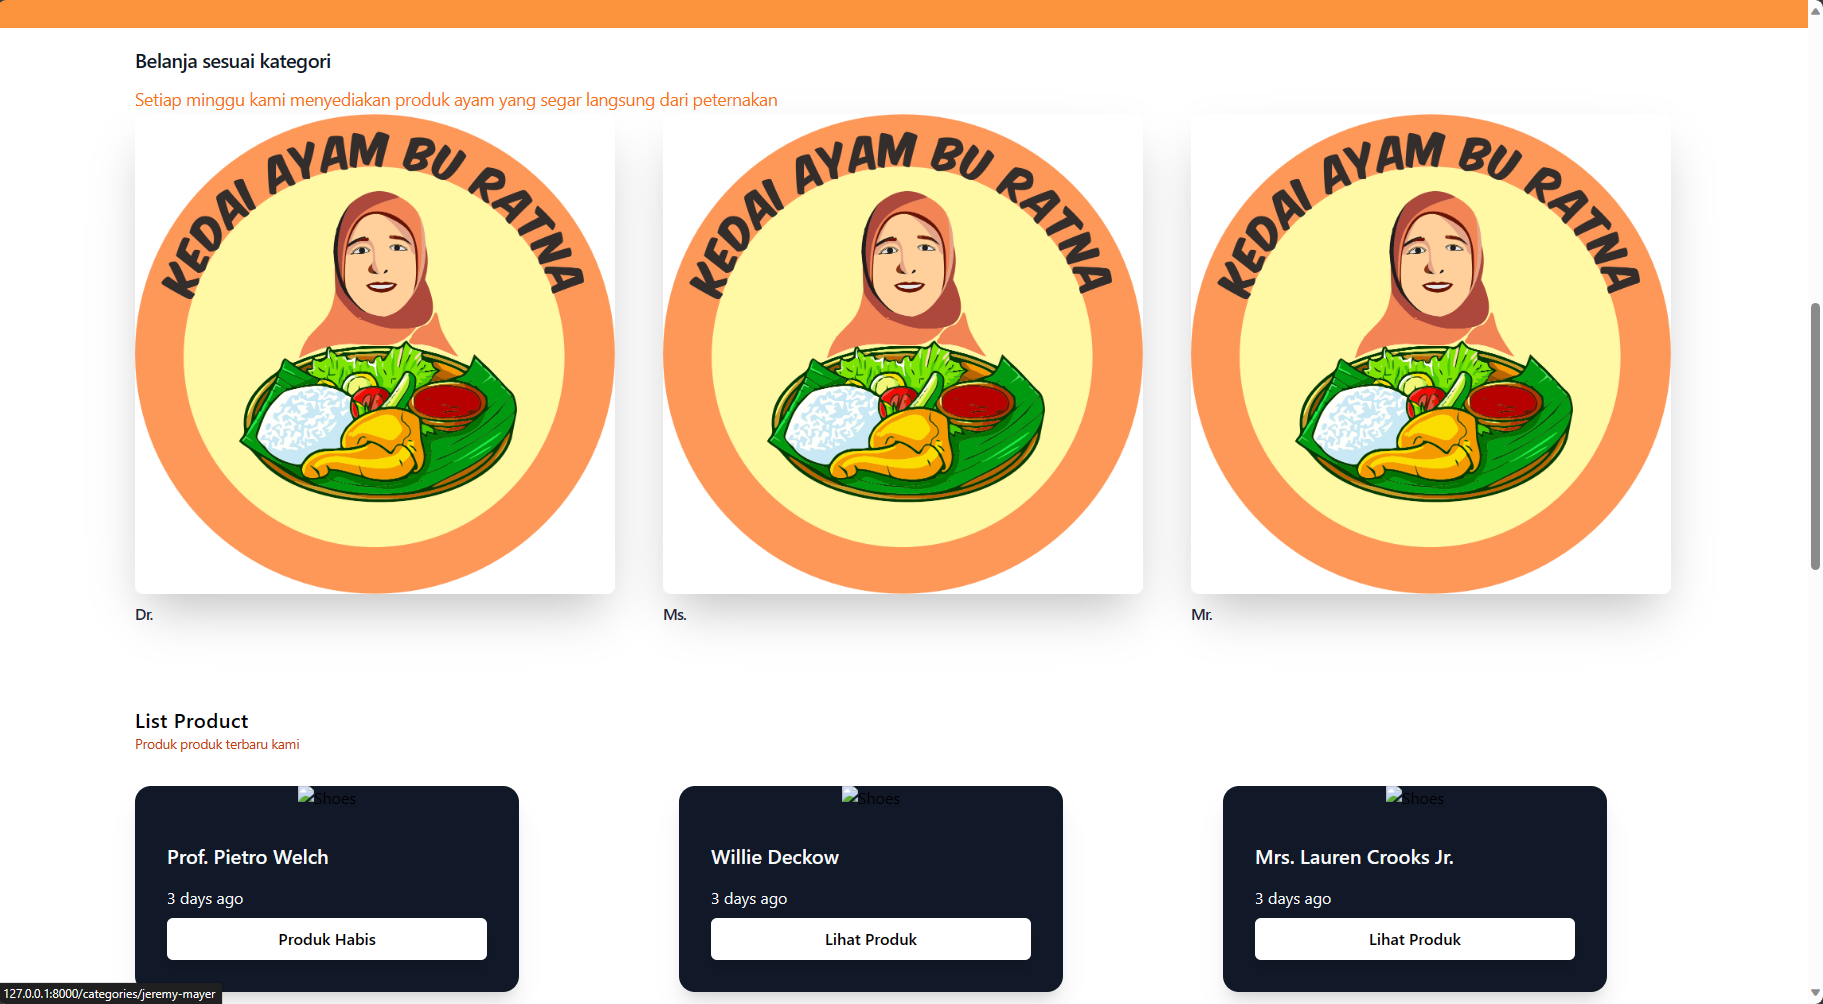 Belanja sesuai kategori
Setiap minggu kami menyediakan produk ayam yang segar langsung dari peternakan
KEDAI AYAM BU RATNA
KEDAI AYAM BU RATNA
KEDAI AYAM BU RATNA
Dr.
Ms.
Mr.
List Product
Produk produk terbaru kami
Shoes
Shoes
Shoes
Prof. Pietro Welch
Willie Deckow
Mrs. Lauren Crooks Jr.
3 days ago
3 days ago
3 days ago
Produk Habis
Lihat Produk
Lihat Produk
127.0.0.1:8000/categories/jeremy-mayer